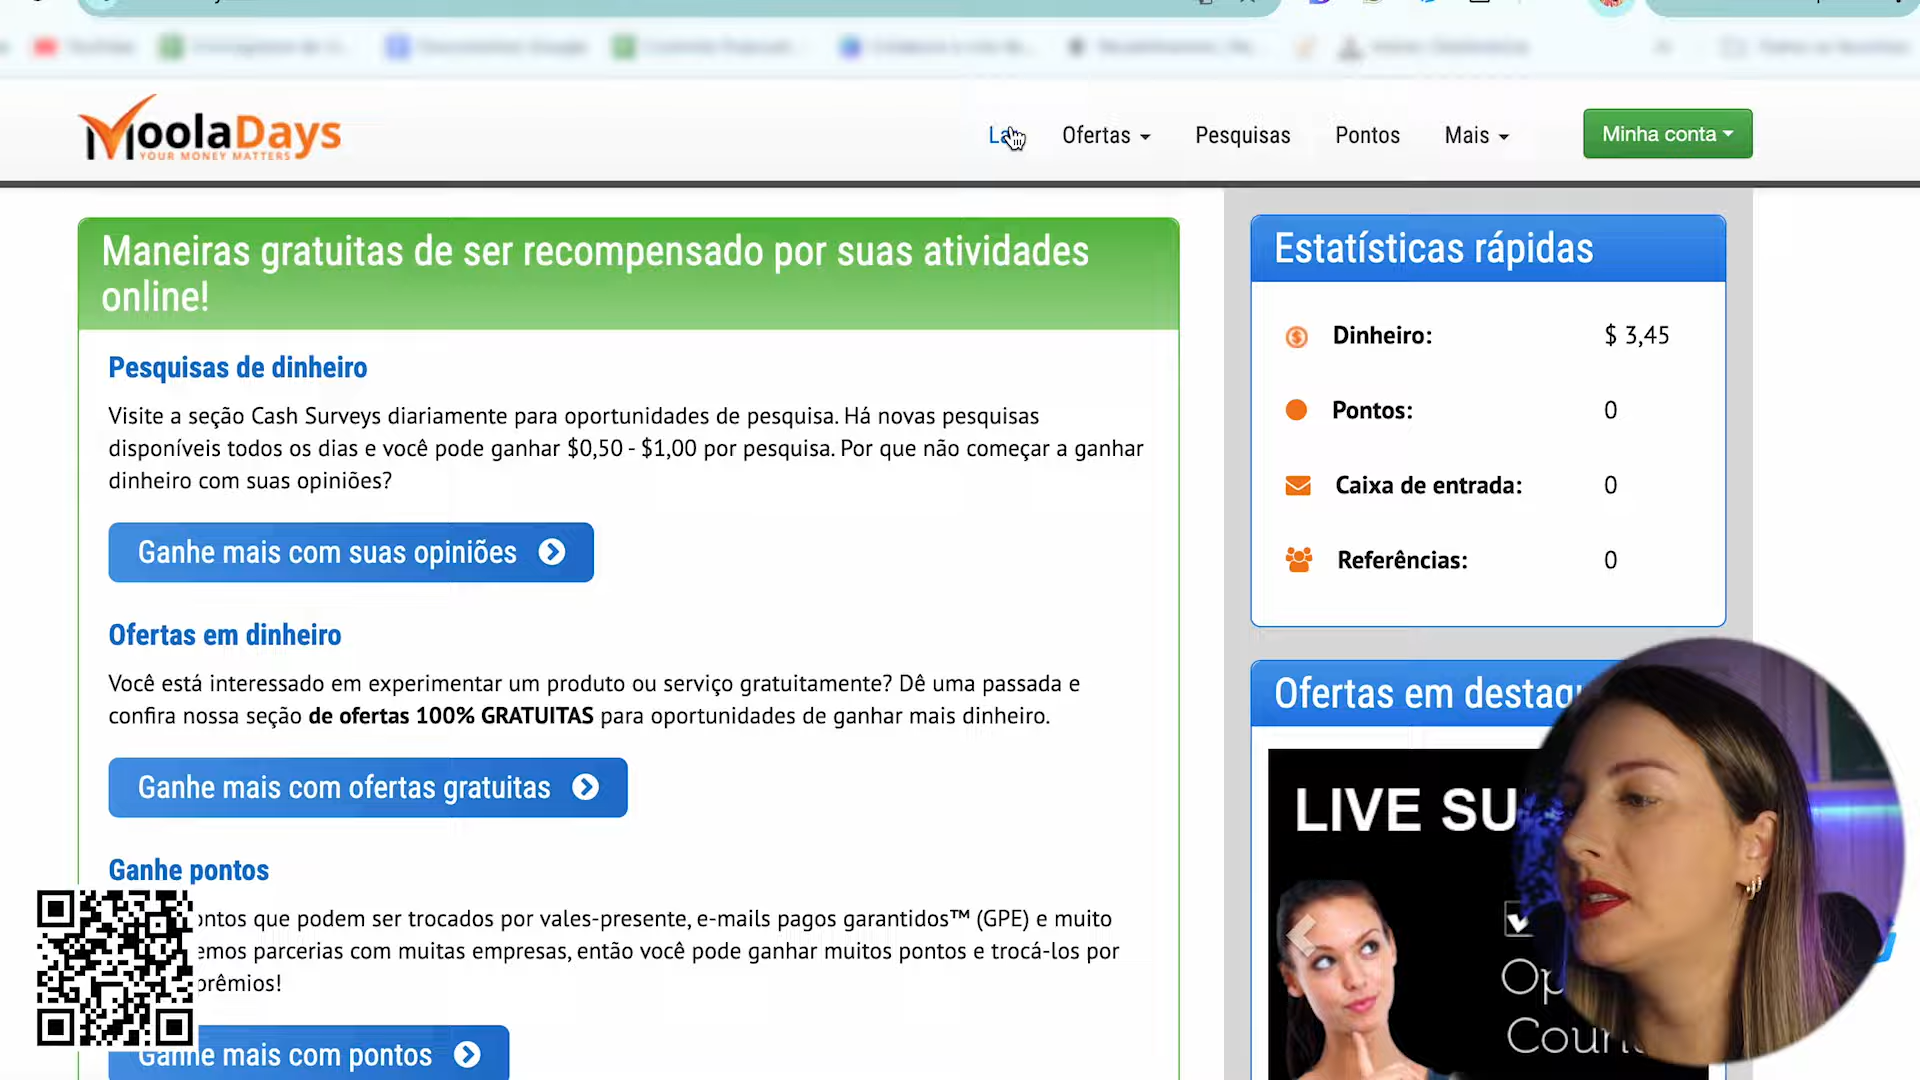 MoolaDays
YOUR MONEY MATTERS
Ofertas
Pesquisas
Pontos
Mais
Minha conta
Maneiras gratuitas de ser recompensado por suas atividades
online!
Pesquisas de dinheiro
Visite a seção Cash Surveys diariamente para oportunidades de pesquisa. Há novas pesquisas
disponíveis todos os dias e você pode ganhar $0,50 - $1,00 por pesquisa. Por que não começar a ganhar
dinheiro com suas opiniões?
Ganhe mais com suas opiniões
Ofertas em dinheiro
Você está interessado em experimentar um produto ou serviço gratuitamente? Dê uma passada e
confira nossa seção de ofertas 100% GRATUITAS para oportunidades de ganhar mais dinheiro.
Ganhe mais com ofertas gratuitas
Ganhe pontos
ontos que podem ser trocados por vales-presente, e-mails pagos garantidos™ (GPE) e muito
emos parcerias com muitas empresas, então você pode ganhar muitos pontos e trocá-los por
prêmios!
Ganhe mais com pontos
Estatísticas rápidas
Dinheiro: $ 3,45
Pontos: 0
Caixa de entrada: 0
Referências: 0
Ofertas em destaqu
LIVE SU
Op
Coun